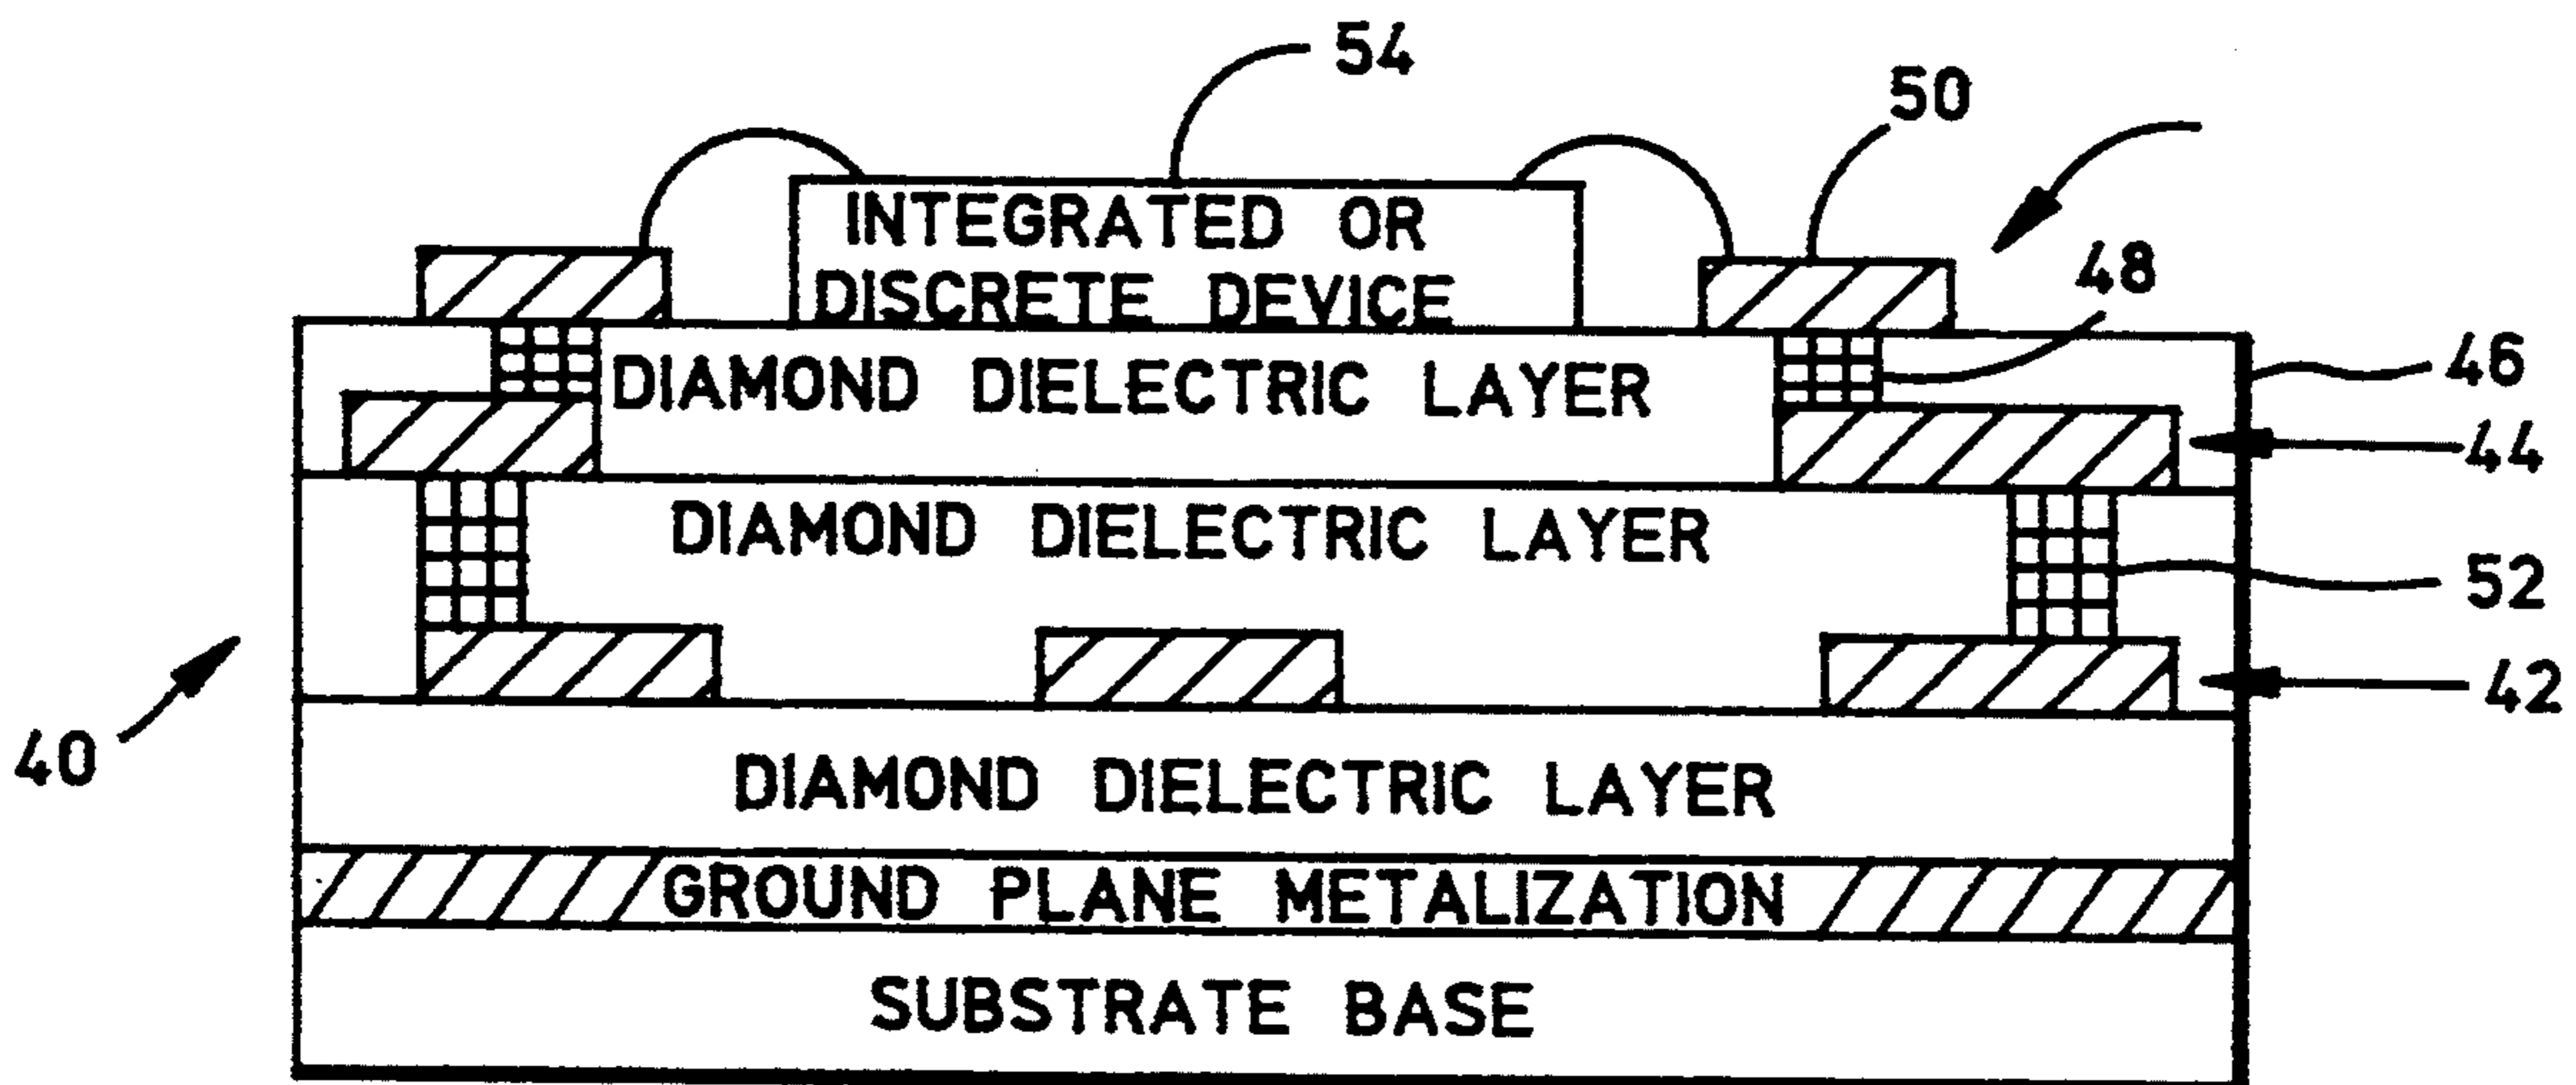 54
50
INTEGRATED OR
DISCRETE DEVICE
48
46
DIAMOND DIELECTRIC LAYER
44
DIAMOND DIELECTRIC LAYER
52
42
40
DIAMOND DIELECTRIC LAYER
GROUND PLANE METALIZATION
SUBSTRATE BASE